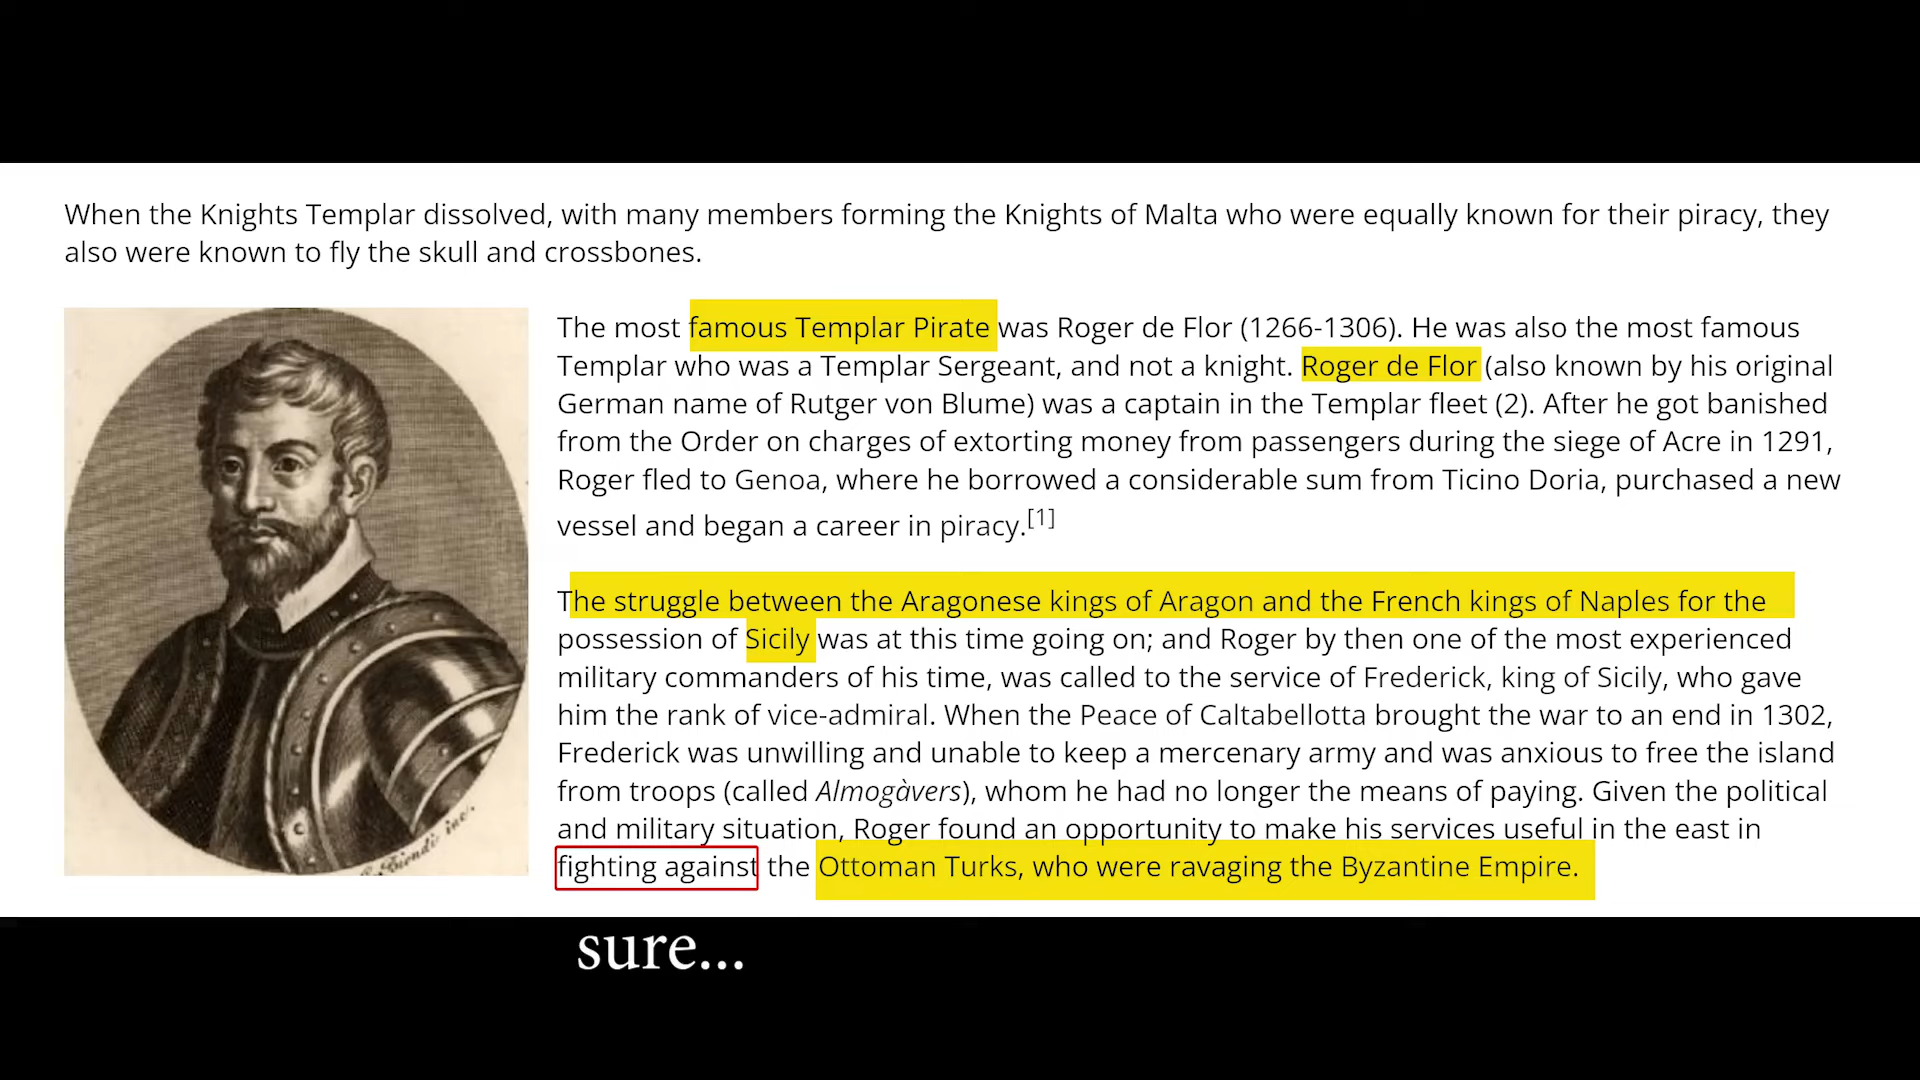 When the Knights Templar dissolved, with many members forming the Knights of Malta who were equally known for their piracy, they
also were known to fly the skull and crossbones.
The most famous Templar Pirate was Roger de Flor (1266-1306). He was also the most famous
Templar who was a Templar Sergeant, and not a knight. Roger de Flor (also known by his original
German name of Rutger von Blume) was a captain in the Templar fleet (2). After he got banished
from the Order on charges of extorting money from passengers during the siege of Acre in 1291,
Roger fled to Genoa, where he borrowed a considerable sum from Ticino Doria, purchased a new
vessel and began a career in piracy.[1]
The struggle between the Aragonese kings of Aragon and the French kings of Naples for the
possession of Sicily was at this time going on; and Roger by then one of the most experienced
military commanders of his time, was called to the service of Frederick, king of Sicily, who gave
him the rank of vice-admiral. When the Peace of Caltabellotta brought the war to an end in 1302,
Frederick was unwilling and unable to keep a mercenary army and was anxious to free the island
from troops (called Almogàvers), whom he had no longer the means of paying. Given the political
and military situation, Roger found an opportunity to make his services useful in the east in
fighting against the Ottoman Turks, who were ravaging the Byzantine Empire.
sure...